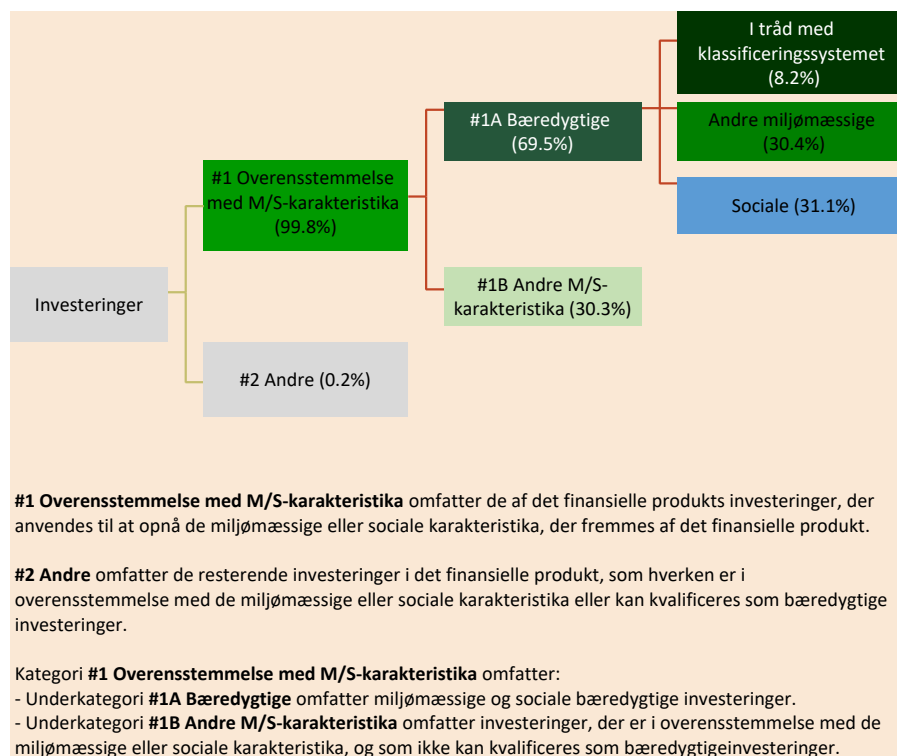 I tråd med
klassificeringssystemet
(8.2%)
#1A Bæredygtige
(69.5%)
Andre miljømæssige
(30.4%)
#1 Overensstemmelse
med M/S-karakteristika
(99.8%)
Sociale (31.1%)
Investeringer
#1B Andre M/S-
karakteristika (30.3%)
#2 Andre (0.2%)
#1 Overensstemmelse med M/S-karakteristika omfatter de af det finansielle produkts investeringer, der
anvendes til at opnå de miljømæssige eller sociale karakteristika, der fremmes af det finansielle produkt.
#2 Andre omfatter de resterende investeringer i det finansielle produkt, som hverken er i
overensstemmelse med de miljømæssige eller sociale karakteristika eller kan kvalificeres som bæredygtige
investeringer.
Kategori #1 Overensstemmelse med M/S-karakteristika omfatter:
- Underkategori #1A Bæredygtige omfatter miljømæssige og sociale bæredygtige investeringer.
- Underkategori #1B Andre M/S-karakteristika omfatter investeringer, der er i overensstemmelse med de
miljømæssige eller sociale karakteristika, og som ikke kan kvalificeres som bæredygtigeinvesteringer.